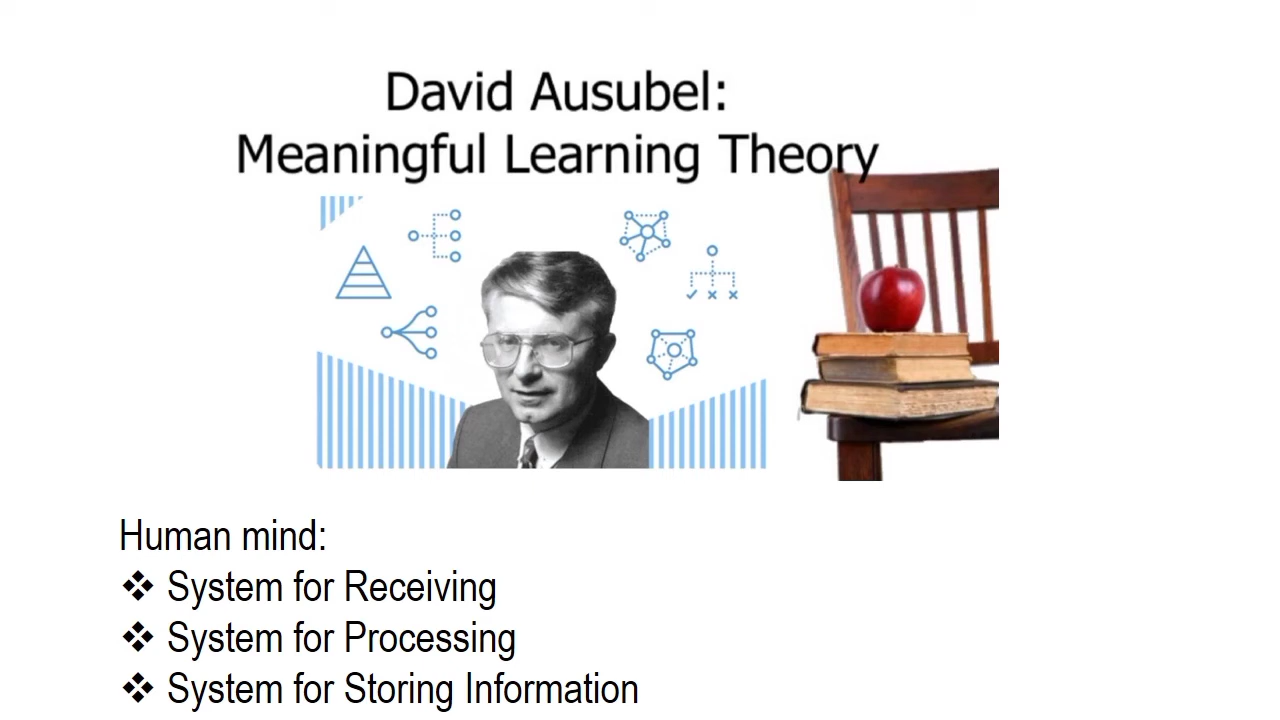 David Ausubel:
Meaningful Learning Theory
Human mind:
❖ System for Receiving
❖ System for Processing
❖ System for Storing Information